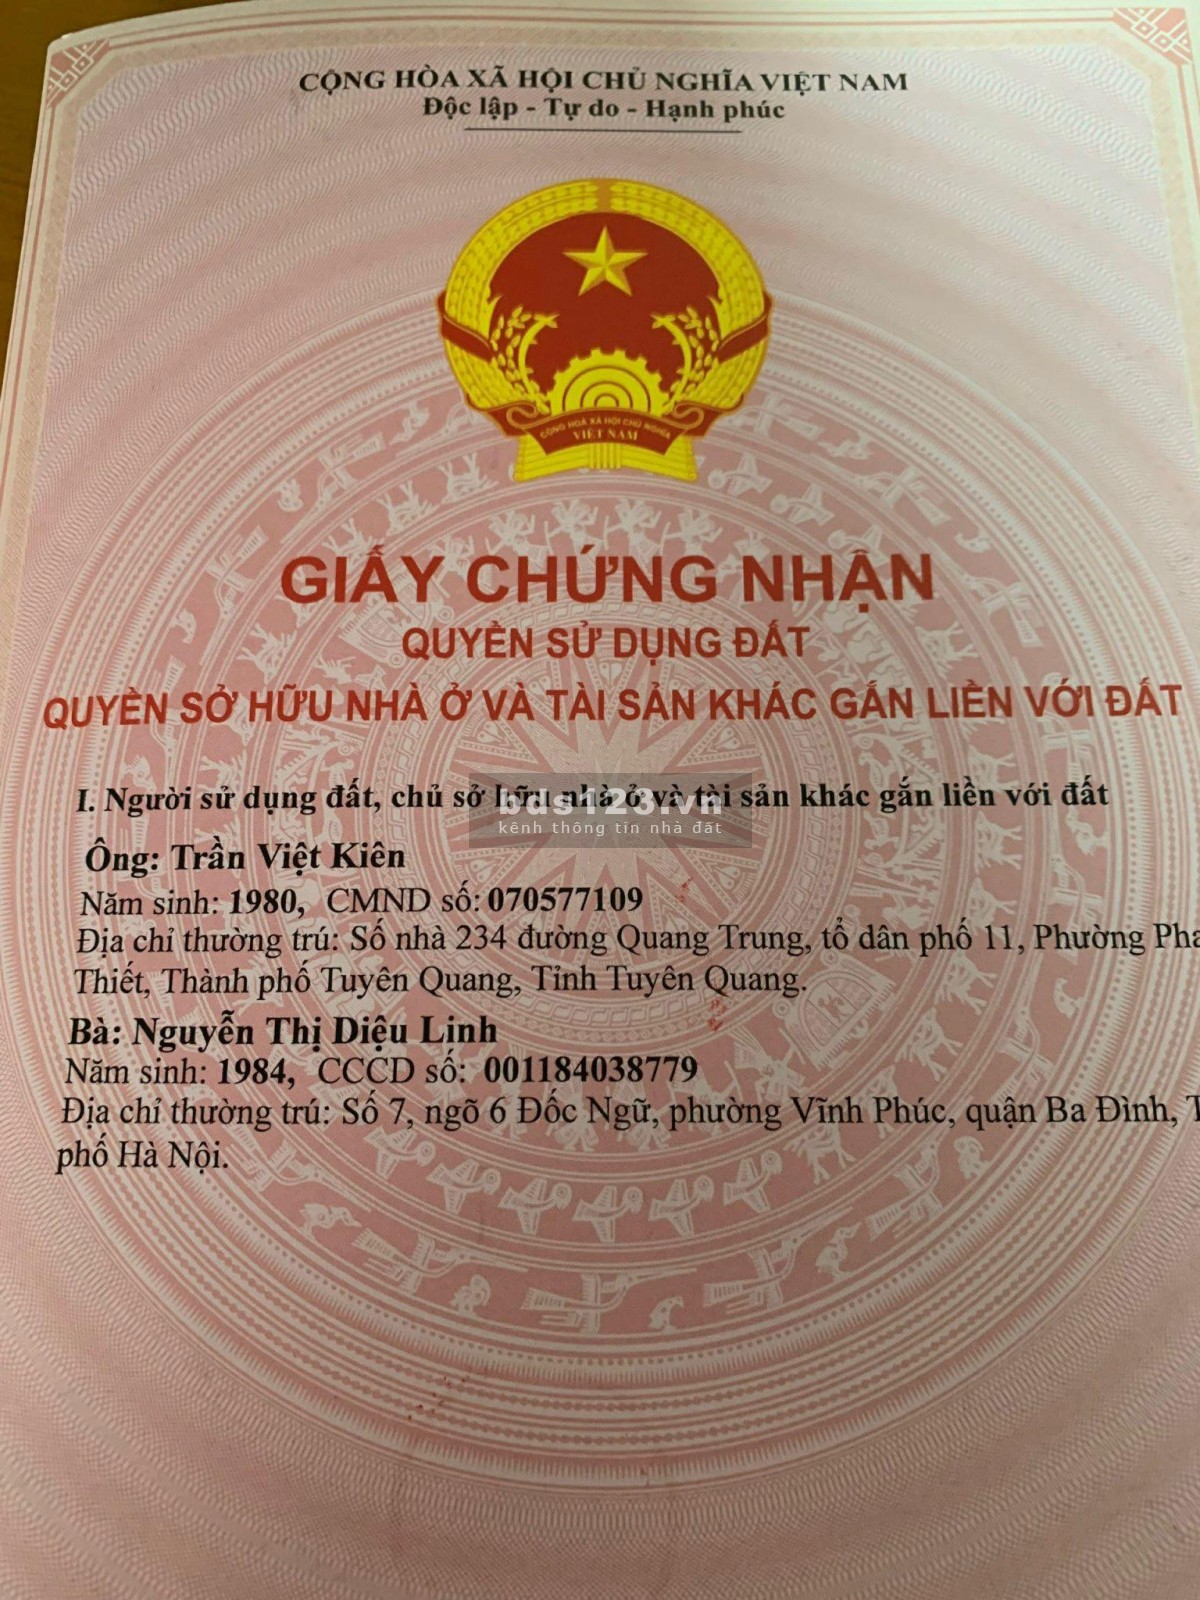 CỘNG HÒA XÃ HỘI CHỦ NGHĨA VIỆT NAM
Độc lập - Tự do - Hạnh phúc
CỘNG HOÀ XÃ HỘI CHỦ NGHĨA
VIỆT NAM
GIẤY CHỨNG NHẬN
QUYỀN SỬ DỤNG ĐẤT
QUYỀN SỞ HỮU NHÀ Ở VÀ TÀI SẢN KHÁC GẮN LIỀN VỚI ĐẤT
I. Người sử dụng đất, chủ sở hữu nhà ở và tài sản khác gắn liền với đất
bds123.vn
kênh thông tin nhà đất
Ông: Trần Việt Kiên
Năm sinh: 1980, CMND số: 070577109
Địa chỉ thường trú: Số nhà 234 đường Quang Trung, tổ dân phố 11, Phường Pha
Thiết, Thành phố Tuyên Quang, Tỉnh Tuyên Quang.
Bà: Nguyễn Thị Diệu Linh
Năm sinh: 1984, CCCD số: 001184038779
Địa chỉ thường trú: Số 7, ngõ 6 Đốc Ngữ, phường Vĩnh Phúc, quận Ba Đình, T
phố Hà Nội.